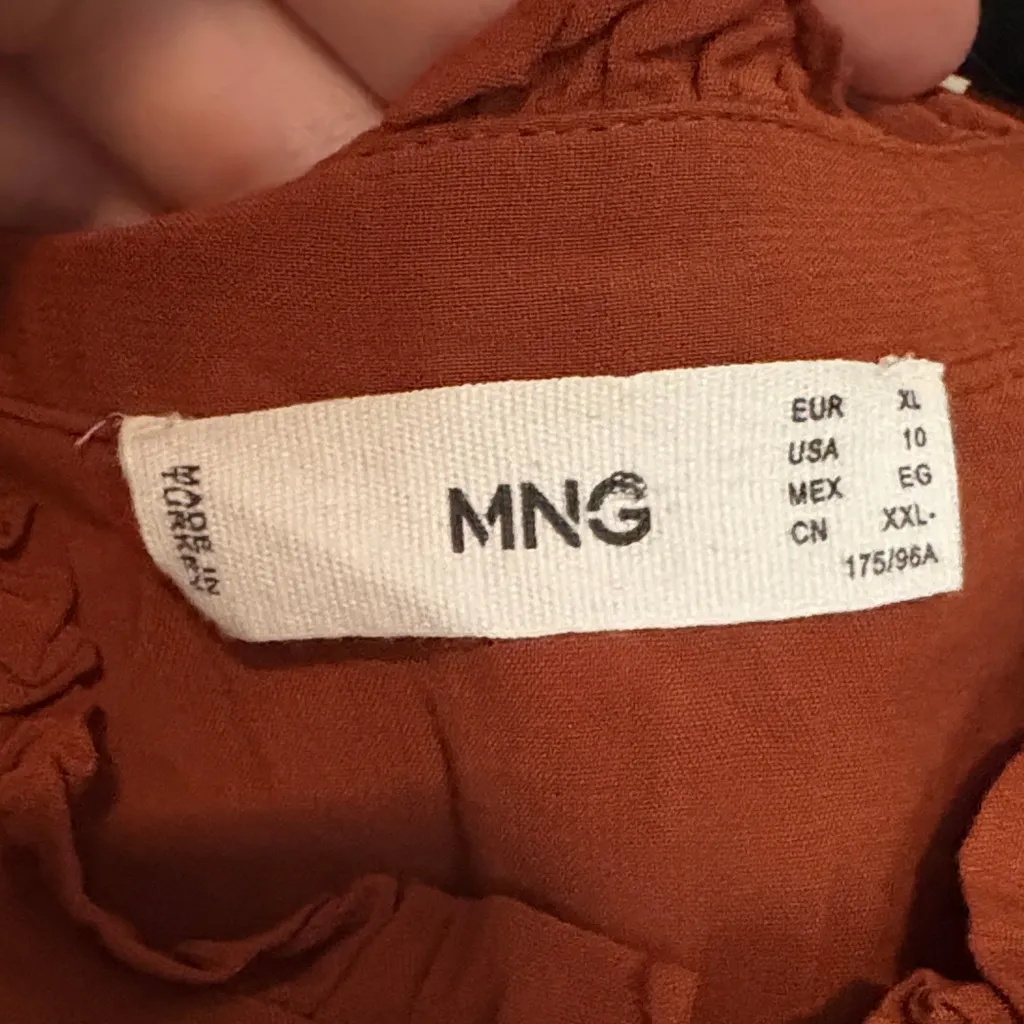 MADE IN
TURKEY
MNG
EUR XL
USA 10
MEX EG
CN XXL-
175/96A